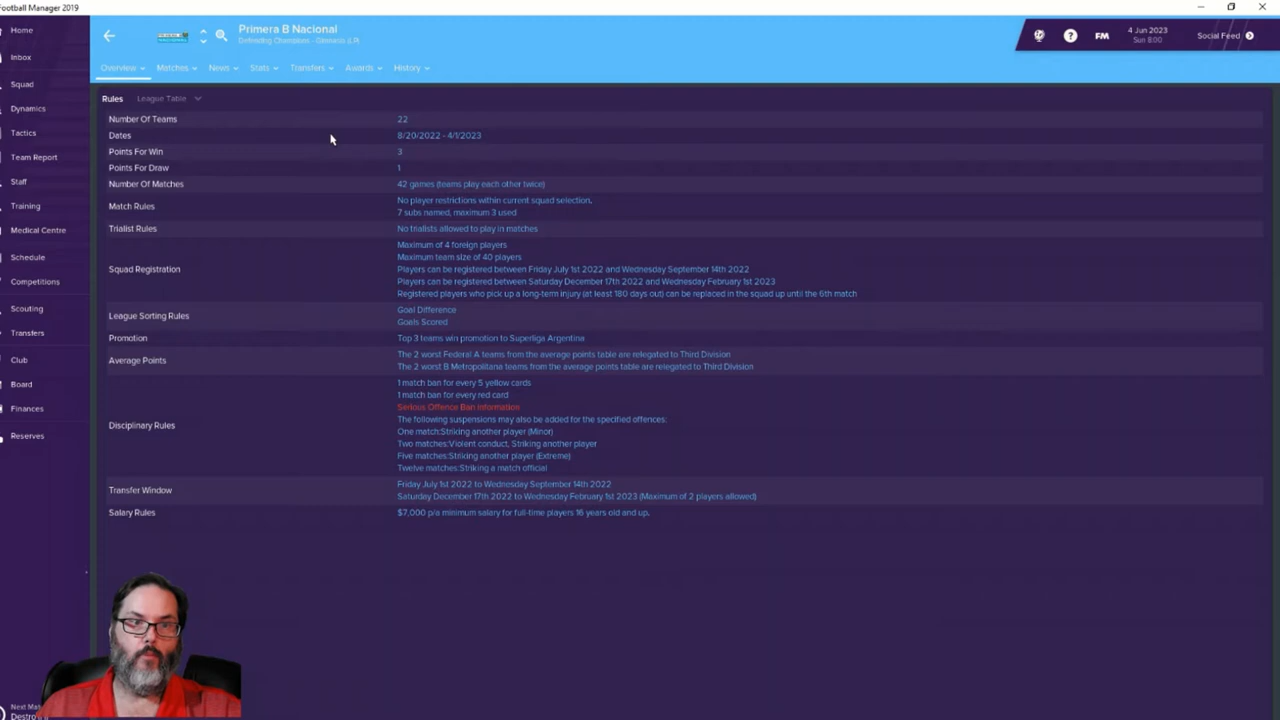 Football Manager 2019
Home
Inbox
Squad
Dynamics
Tactics
Team Report
Staff
Training
Medical Centre
Schedule
Competitions
Scouting
Transfers
Club
Board
Finances
Reserves
Next Mat
Primera B Nacional
Defending Champions - Gimnasia (LP)
4 Jun 2023
Sun 8:00
FM
Social Feed
Overview Matches News Stats Transfers Awards History
Rules League Table
Number Of Teams 22
Dates 8/20/2022 - 4/1/2023
Points For Win 3
Points For Draw 1
Number Of Matches 42 games (teams play each other twice)
Match Rules No player restrictions within current squad selection.
7 subs named, maximum 3 used
Trialist Rules No trialists allowed to play in matches
Squad Registration Maximum of 4 foreign players
Maximum team size of 40 players
Players can be registered between Friday July 1st 2022 and Wednesday September 14th 2022
Players can be registered between Saturday December 17th 2022 and Wednesday February 1st 2023
Registered players who pick up a long-term injury (at least 180 days out) can be replaced in the squad up until the 6th match
League Sorting Rules Goal Difference
Goals Scored
Promotion Top 3 teams win promotion to Superliga Argentina
Average Points The 2 worst Federal A teams from the average points table are relegated to Third Division
The 2 worst B Metropolitana teams from the average points table are relegated to Third Division
Disciplinary Rules 1 match ban for every 5 yellow cards
1 match ban for every red card
Serious Offence Ban Information
The following suspensions may also be added for the specified offences:
One match:Striking another player (Minor)
Two matches:Violent conduct, Striking another player
Five matches:Striking another player (Extreme)
Twelve matches:Striking a match official
Transfer Window Friday July 1st 2022 to Wednesday September 14th 2022
Saturday December 17th 2022 to Wednesday February 1st 2023 (Maximum of 2 players allowed)
Salary Rules $7,000 p/a minimum salary for full-time players 16 years old and up.